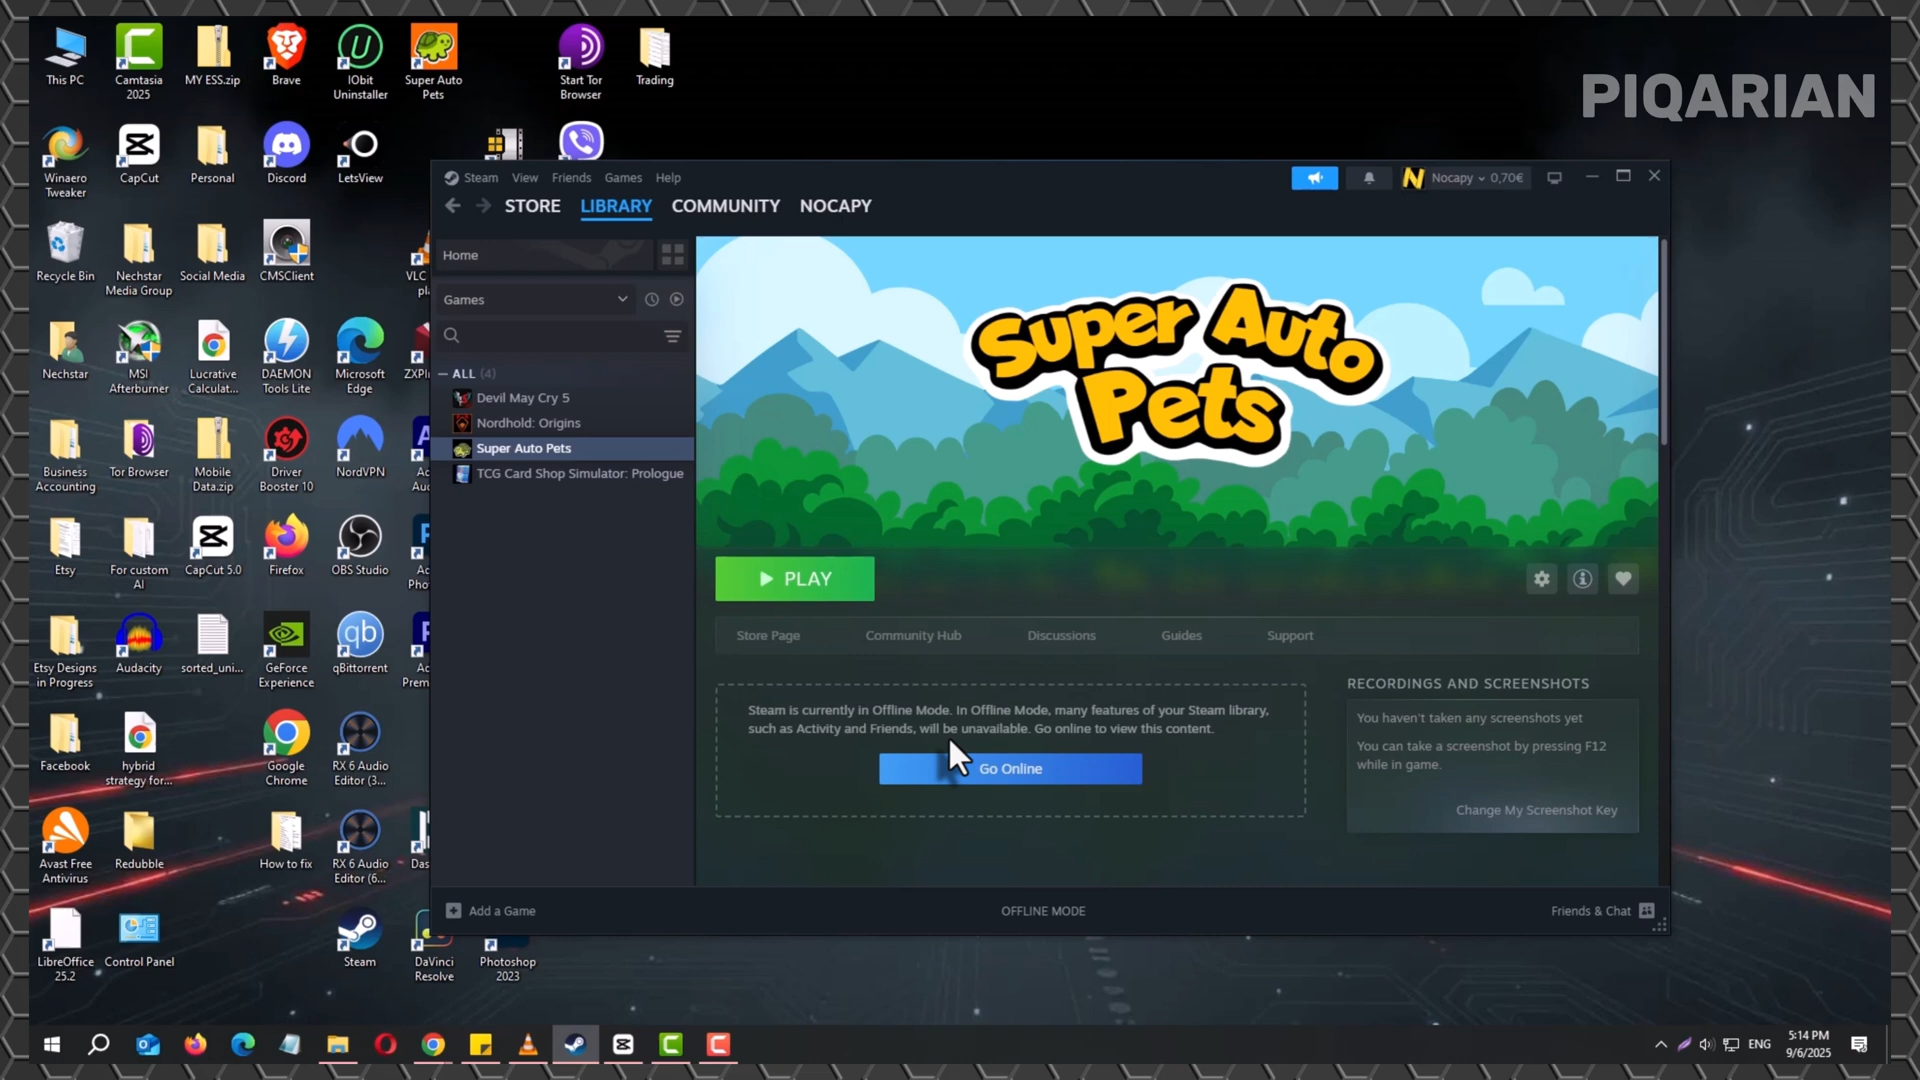 PIQARIAN
This PC
Camtasia
2025
MY ESS.zip
Brave
IObit
Uninstaller
Super Auto
Pets
Start Tor
Browser
Trading
Winaero
Tweaker
CapCut
Personal
Discord
LetsView
Recycle Bin
Nechstar
Media Group
Social Media
CMSClient
VLC
pl
Nechstar
MSI
Afterburner
Lucrative
Calculat...
DAEMON
Tools Lite
Microsoft
Edge
ZXPIn
Business
Accounting
Tor Browser
Mobile
Data.zip
Driver
Booster 10
NordVPN
Ad
Au
Etsy
For custom
AI
CapCut 5.0
Firefox
OBS Studio
Ad
Pho
Etsy Designs
in Progress
Audacity
sorted_uni...
GeForce
Experience
qBittorrent
Ad
Prem
Facebook
hybrid
strategy for...
Google
Chrome
RX 6 Audio
Editor (3...
Avast Free
Antivirus
Redubble
How to fix
RX 6 Audio
Editor (6...
Das
LibreOffice
25.2
Control Panel
Steam
DaVinci
Resolve
Photoshop
2023
Steam View Friends Games Help
Nocapy 0,70€
STORE LIBRARY COMMUNITY NOCAPY
Home
Games
ALL (4)
Devil May Cry 5
Nordhold: Origins
Super Auto Pets
TCG Card Shop Simulator: Prologue
Super Auto
Pets
PLAY
Store Page Community Hub Discussions Guides Support
Steam is currently in Offline Mode. In Offline Mode, many features of your Steam library,
such as Activity and Friends, will be unavailable. Go online to view this content.
Go Online
RECORDINGS AND SCREENSHOTS
You haven't taken any screenshots yet
You can take a screenshot by pressing F12
while in game.
Change My Screenshot Key
Add a Game
OFFLINE MODE
Friends & Chat
ENG
5:14 PM
9/6/2025